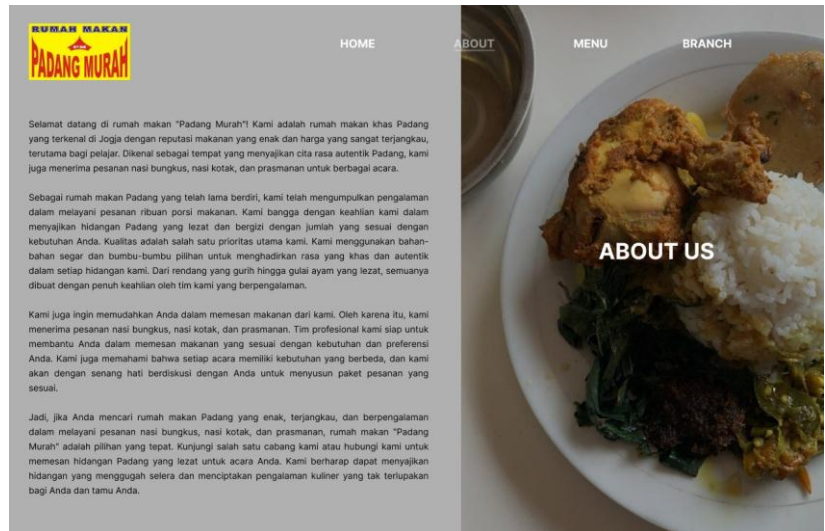 RUMAH MAKAN
PADANG MURAH
HOME
ABOUT
MENU
BRANCH
Selamat datang di rumah makan "Padang Murah"! Kami adalah rumah makan khas Padang
yang terkenal di Jogja dengan reputasi makanan yang enak dan harga yang sangat terjangkau,
terutama bagi pelajar. Dikenal sebagai tempat yang menyajikan cita rasa autentik Padang, kami
juga menerima pesanan nasi bungkus, nasi kotak, dan prasmanan untuk berbagai acara.
Sebagai rumah makan Padang yang telah lama berdiri, kami telah mengumpulkan pengalaman
dalam melayani pesanan ribuan porsi makanan. Kami bangga dengan keahlian kami dalam
menyajikan hidangan Padang yang lezat dan bergizi dengan jumlah yang sesuai dengan
kebutuhan Anda. Kualitas adalah salah satu prioritas utama kami. Kami menggunakan bahan-
bahan segar dan bumbu-bumbu pilihan untuk menghadirkan rasa yang khas dan autentik
dalam setiap hidangan kami. Dari rendang yang gurih hingga gulai ayam yang lezat, semuanya
dibuat dengan penuh keahlian oleh tim kami yang berpengalaman.
Kami juga ingin memudahkan Anda dalam memesan makanan dari kami. Oleh karena itu, kami
menerima pesanan nasi bungkus, nasi kotak, dan prasmanan. Tim profesional kami siap untuk
membantu Anda dalam memesan makanan yang sesuai dengan kebutuhan dan preferensi
Anda. Kami juga memahami bahwa setiap acara memiliki kebutuhan yang berbeda, dan kami
akan dengan senang hati berdiskusi dengan Anda untuk menyusun paket pesanan yang
sesuai.
Jadi, jika Anda mencari rumah makan Padang yang enak, terjangkau, dan berpengalaman
dalam melayani pesanan nasi bungkus, nasi kotak, dan prasmanan, rumah makan "Padang
Murah" adalah pilihan yang tepat. Kunjungi salah satu cabang kami atau hubungi kami untuk
memesan hidangan Padang yang lezat untuk acara Anda. Kami berharap dapat menyajikan
hidangan yang menggugah selera dan menciptakan pengalaman kuliner yang tak terlupakan
bagi Anda dan tamu Anda.
ABOUT US